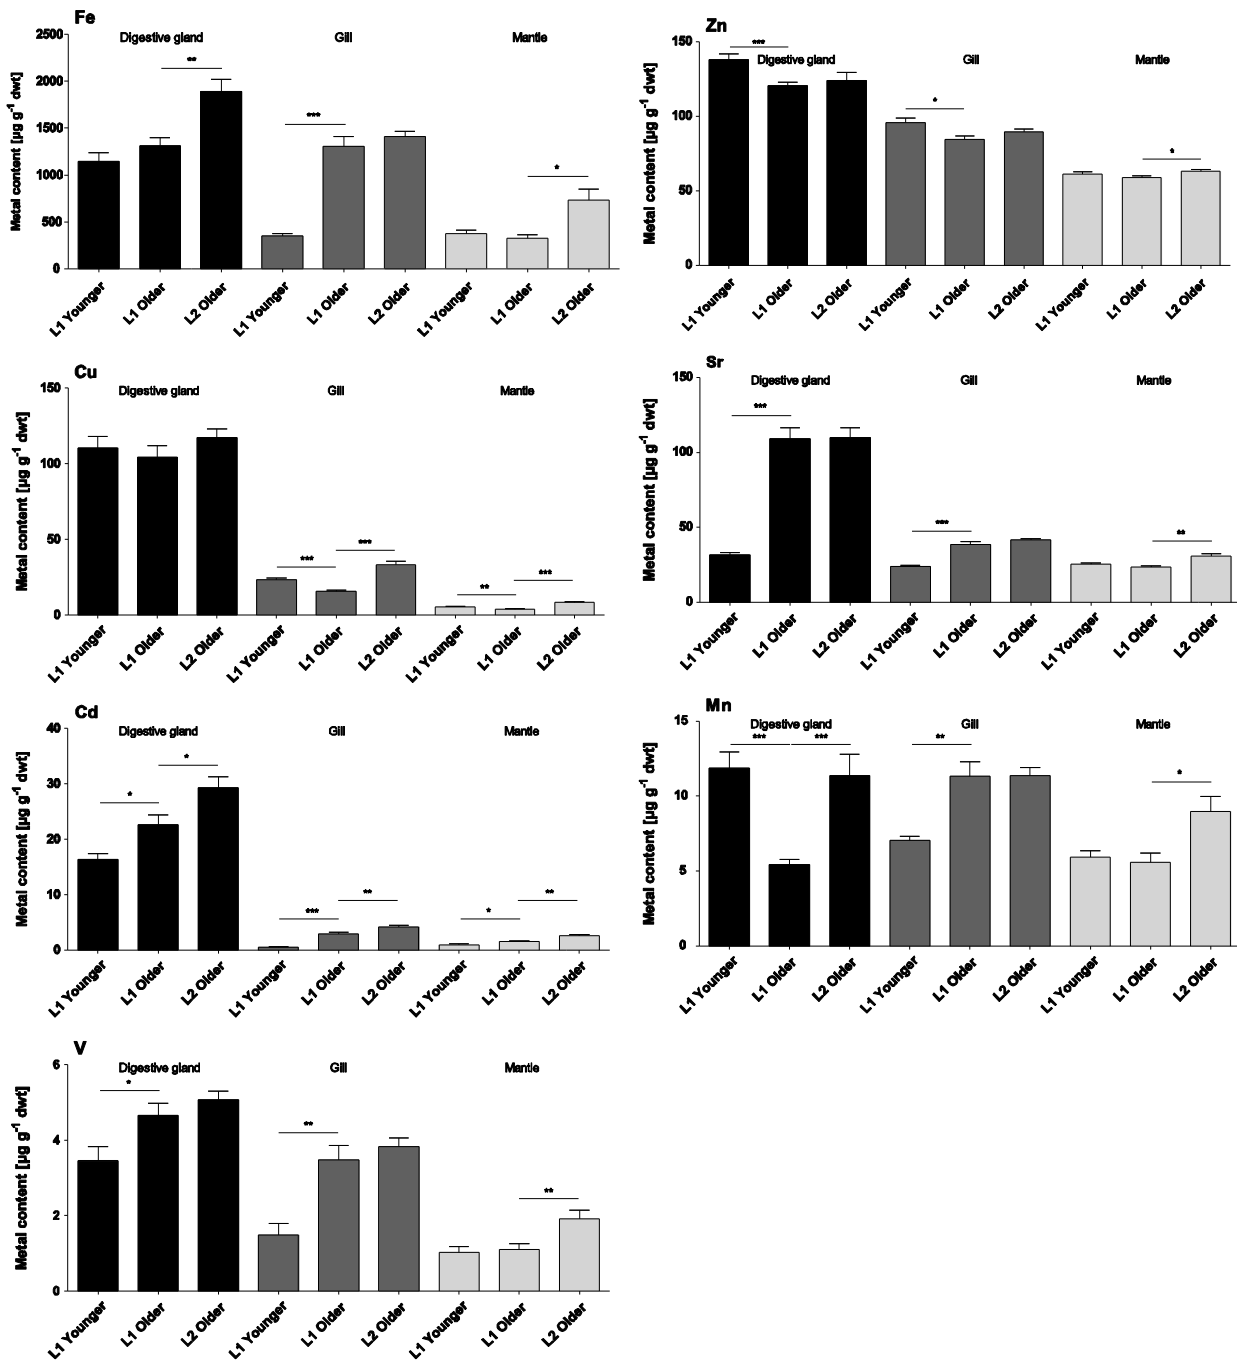 Fe
Digestive gland Gill Mantle
Metal content [µg g-1 dwt]
2500
2000
1500
1000
500
0
** *** *
L1 Younger L1 Older L2 Older L1 Younger L1 Older L2 Older L1 Younger L1 Older L2 Older
Zn
Digestive gland Gill Mantle
Metal content [µg g-1 dwt]
150
100
50
0
*** * *
L1 Younger L1 Older L2 Older L1 Younger L1 Older L2 Older L1 Younger L1 Older L2 Older
Cu
Digestive gland Gill Mantle
Metal content [µg g-1 dwt]
150
100
50
0
*** *** ** ***
L1 Younger L1 Older L2 Older L1 Younger L1 Older L2 Older L1 Younger L1 Older L2 Older
Sr
Digestive gland Gill Mantle
Metal content [µg g-1 dwt]
150
100
50
0
*** *** **
L1 Younger L1 Older L2 Older L1 Younger L1 Older L2 Older L1 Younger L1 Older L2 Older
Cd
Digestive gland Gill Mantle
Metal content [µg g-1 dwt]
40
30
20
10
0
* * *** ** * **
L1 Younger L1 Older L2 Older L1 Younger L1 Older L2 Older L1 Younger L1 Older L2 Older
Mn
Digestive gland Gill Mantle
Metal content [µg g-1 dwt]
15
10
5
0
*** *** ** *
L1 Younger L1 Older L2 Older L1 Younger L1 Older L2 Older L1 Younger L1 Older L2 Older
V
Digestive gland Gill Mantle
Metal content [µg g-1 dwt]
6
4
2
0
* ** **
L1 Younger L1 Older L2 Older L1 Younger L1 Older L2 Older L1 Younger L1 Older L2 Older